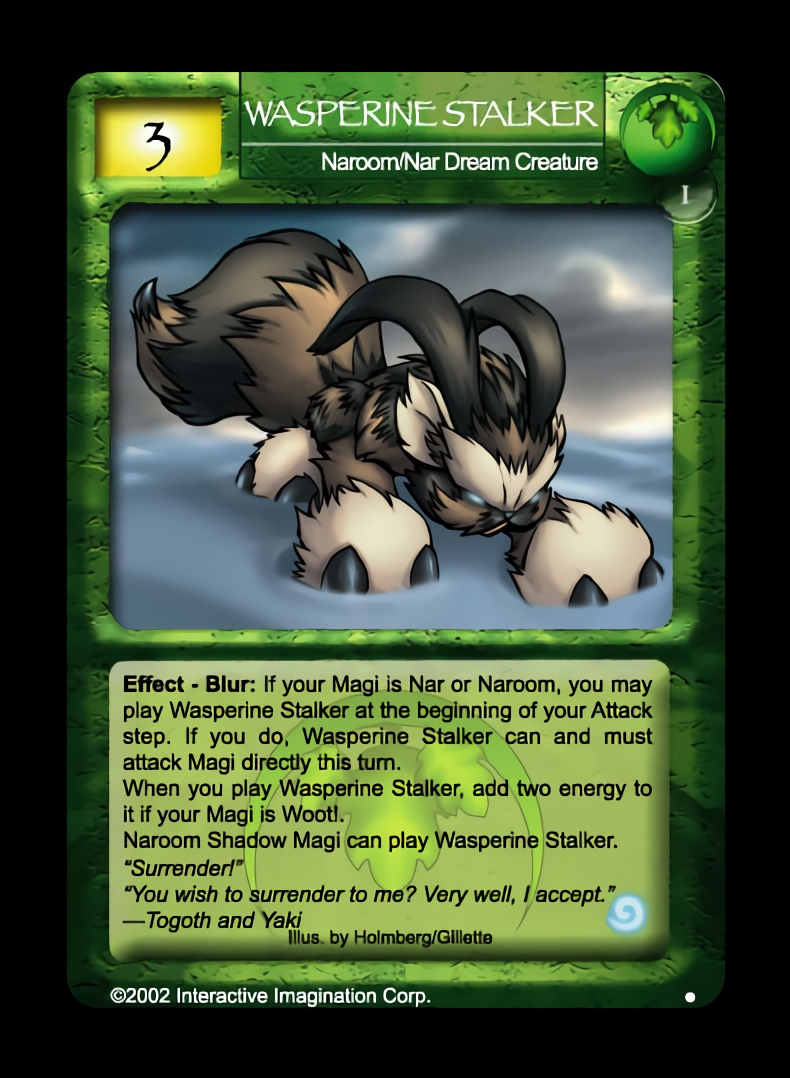 3
WASPERINE STALKER
Naroom/Nar Dream Creature
I
Effect - Blur: If your Magi is Nar or Naroom, you may
play Wasperine Stalker at the beginning of your Attack
step. If you do, Wasperine Stalker can and must
attack Magi directly this turn.
When you play Wasperine Stalker, add two energy to
it if your Magi is Woot!.
Naroom Shadow Magi can play Wasperine Stalker.
“Surrender!”
“You wish to surrender to me? Very well, I accept.”
—Togoth and Yaki
Illus. by Holmberg/Gillette
©2002 Interactive Imagination Corp.